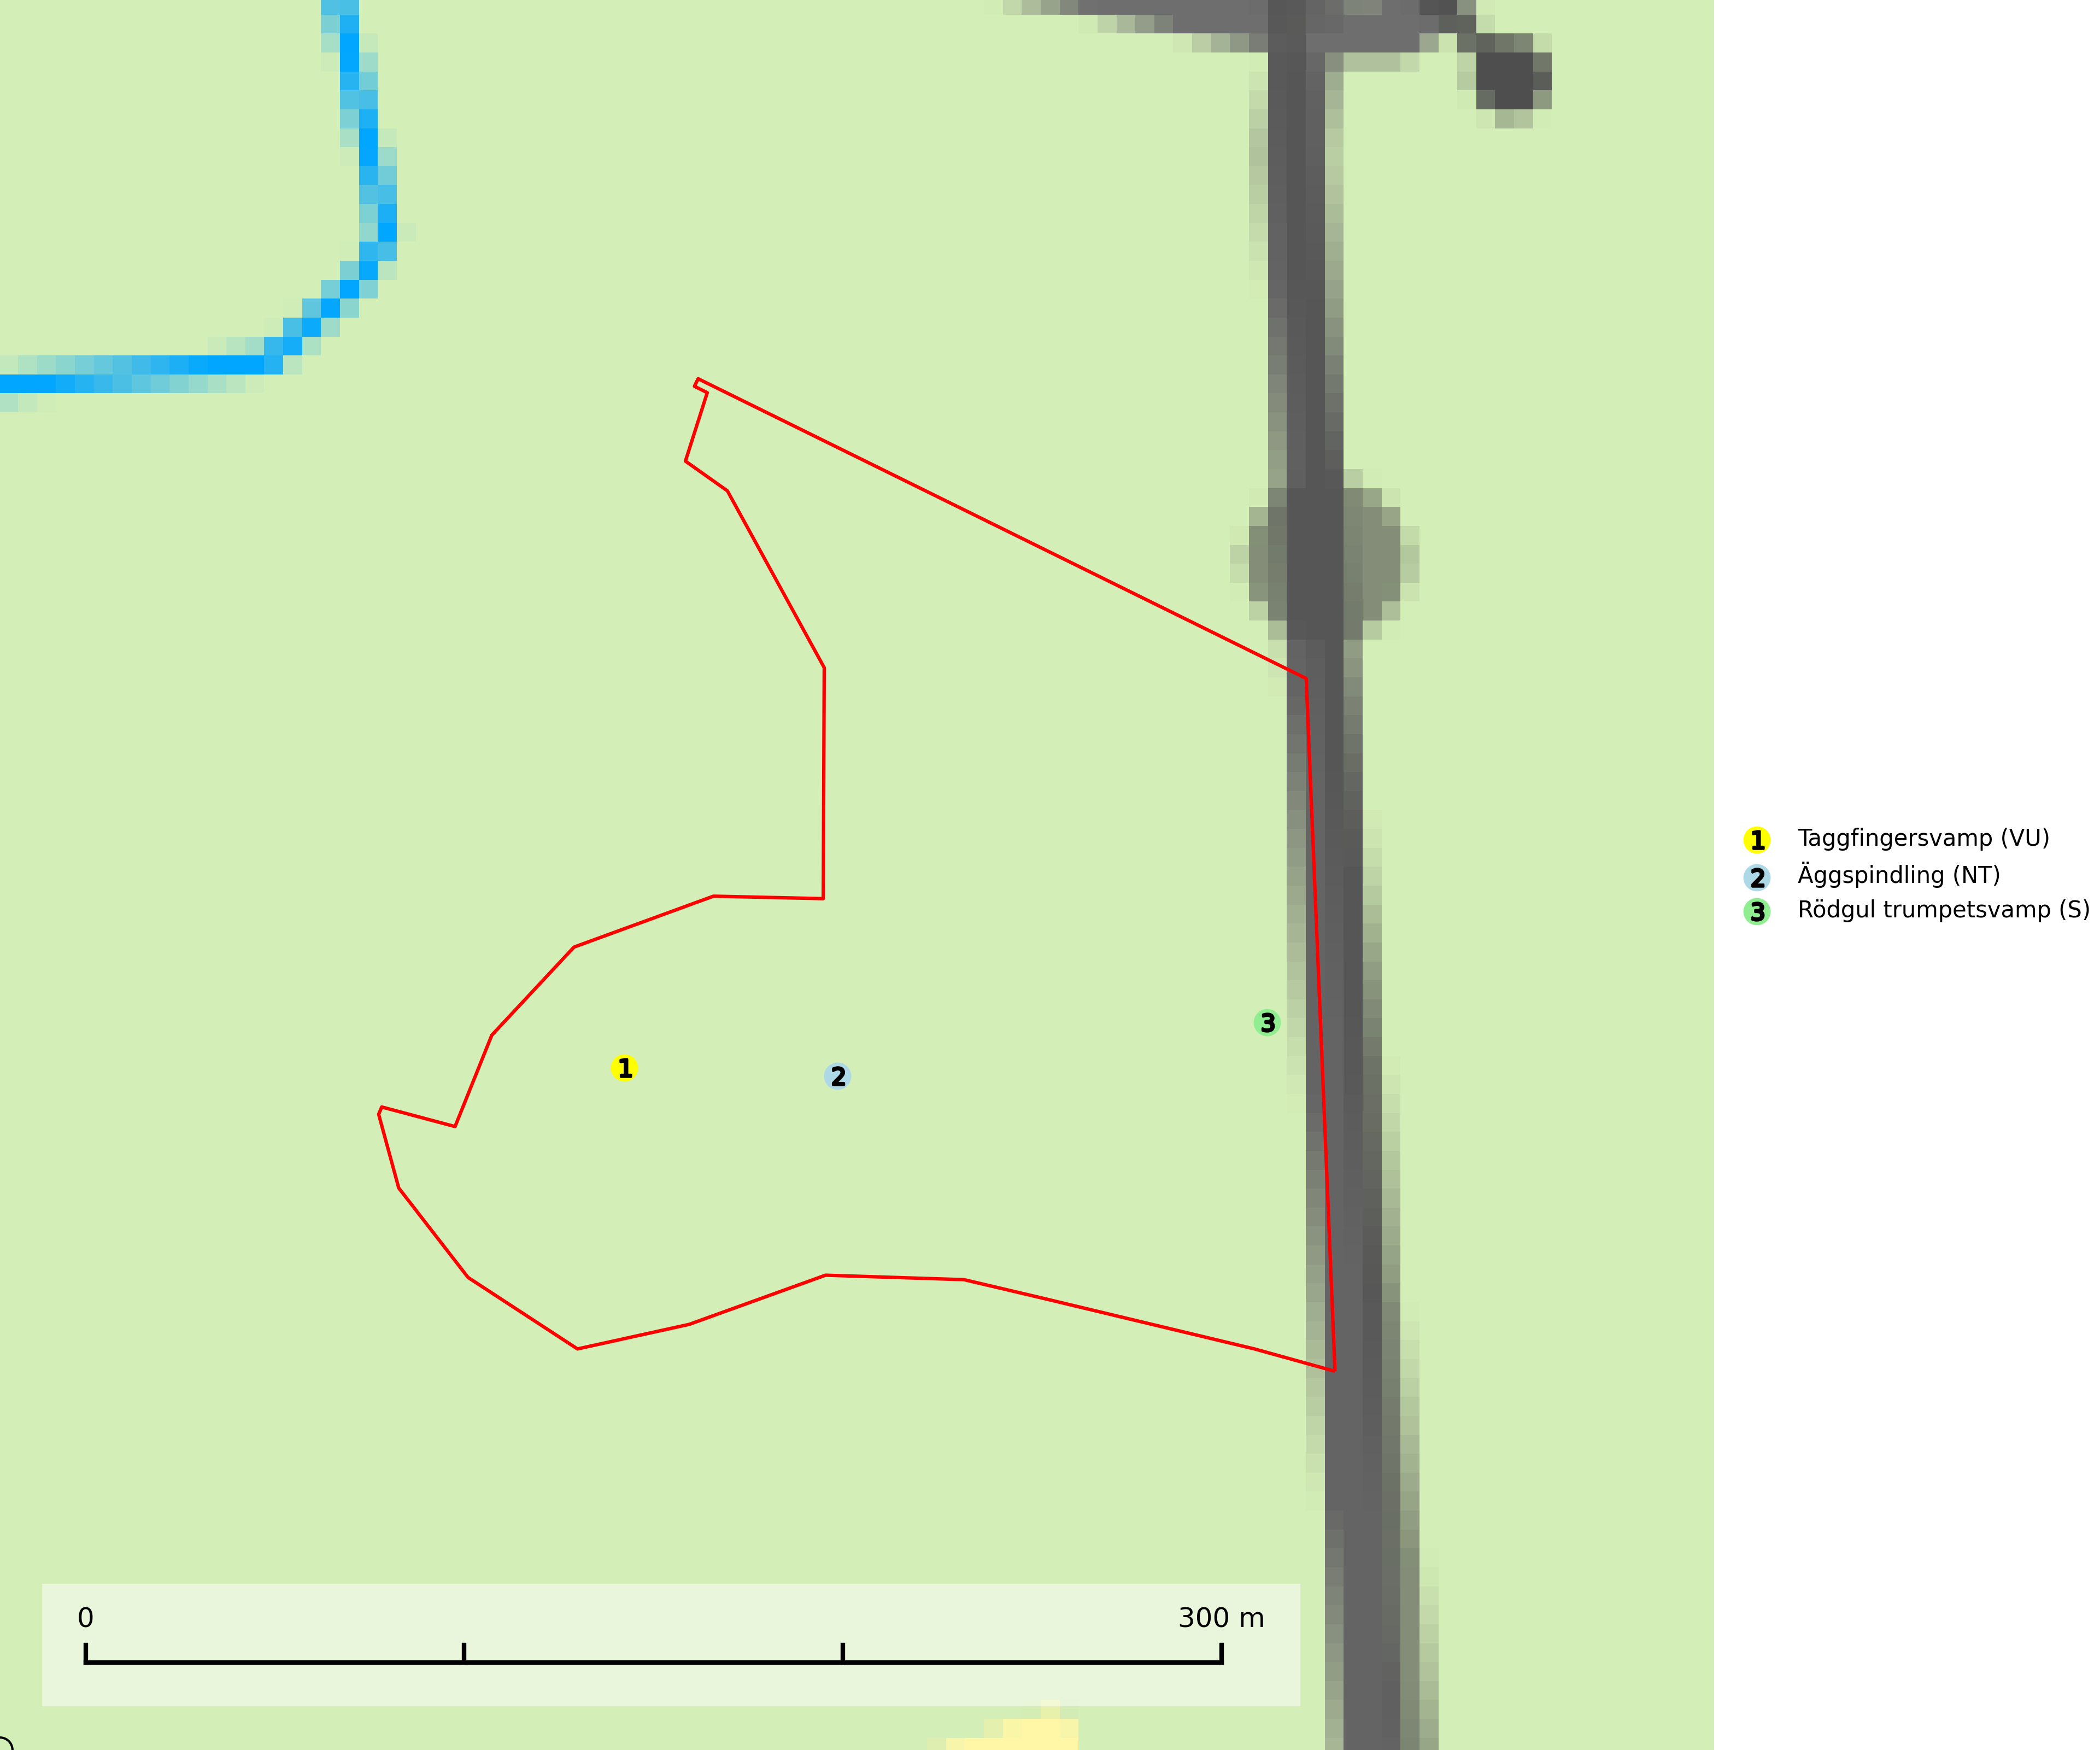 1 Taggfingersvamp (VU)
2 Äggspindling (NT)
3 Rödgul trumpetsvamp (S)
3
1
2
0 300 m